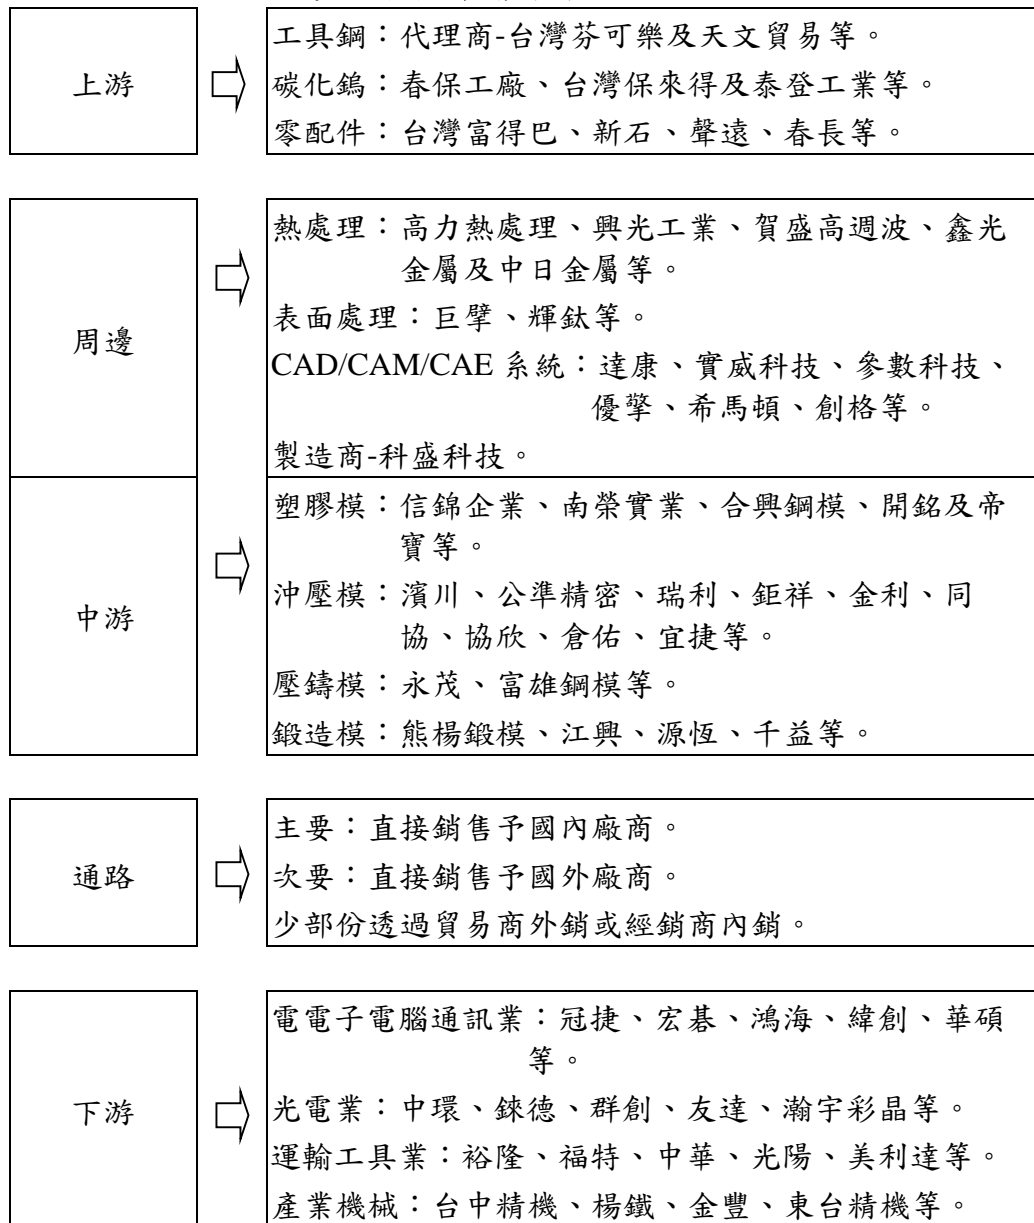 上游
工具鋼：代理商-台灣芬可樂及天文貿易等。
碳化鎢：春保工廠、台灣保來得及泰登工業等。
零配件：台灣富得巴、新石、聲遠、春長等。
周邊
熱處理：高力熱處理、興光工業、賀盛高週波、鑫光
金屬及中日金屬等。
表面處理：巨擘、輝鈦等。
CAD/CAM/CAE 系統：達康、實威科技、參數科技、
優擎、希馬頓、創格等。
製造商-科盛科技。
中游
塑膠模：信錦企業、南榮實業、合興鋼模、開銘及帝
寶等。
沖壓模：濱川、公準精密、瑞利、鉅祥、金利、同
協、協欣、倉佑、宜捷等。
壓鑄模：永茂、富雄鋼模等。
鍛造模：熊楊鍛模、江興、源恆、千益等。
通路
主要：直接銷售予國內廠商。
次要：直接銷售予國外廠商。
少部份透過貿易商外銷或經銷商內銷。
下游
電電子電腦通訊業：冠捷、宏碁、鴻海、緯創、華碩
等。
光電業：中環、錸德、群創、友達、瀚宇彩晶等。
運輸工具業：裕隆、福特、中華、光陽、美利達等。
產業機械：台中精機、楊鐵、金豐、東台精機等。